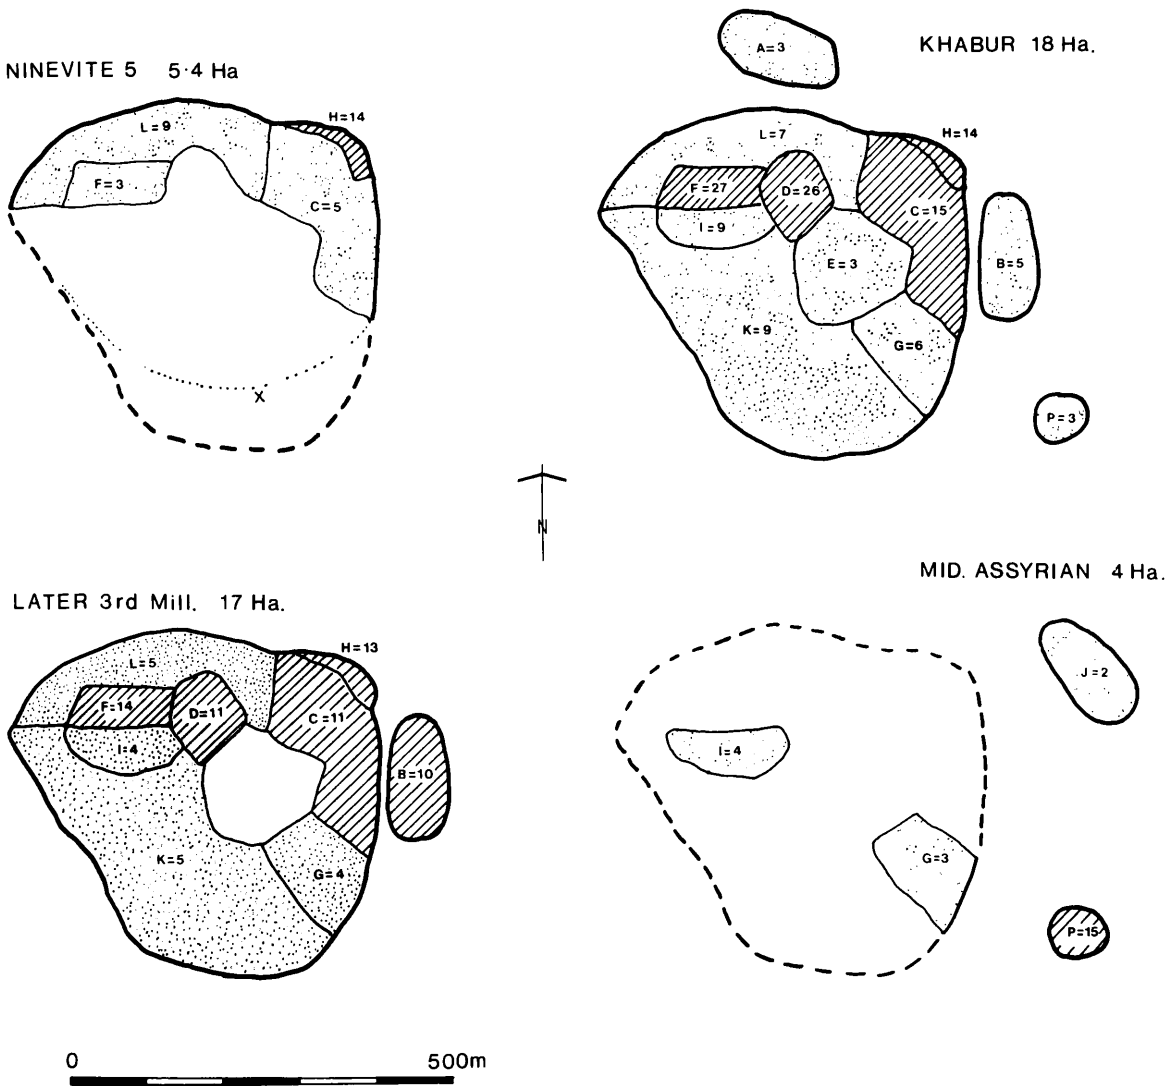 NINEVITE 5 5·4 Ha
L=9
H=14
F=3
C=5
X
KHABUR 18 Ha.
A=3
L=7
H=14
F=27
D=26
C=15
I=9
E=3
B=5
K=9
G=6
P=3
N
LATER 3rd Mill. 17 Ha.
L=5
H=13
F=14
D=11
C=11
I=4
B=10
K=5
G=4
MID. ASSYRIAN 4 Ha.
J=2
I=4
G=3
P=15
0 500m